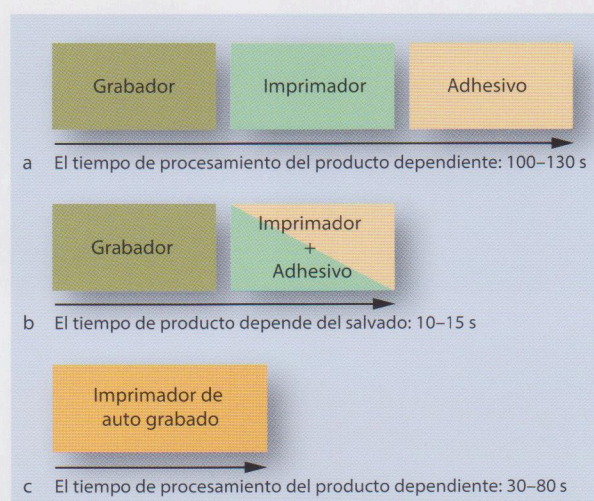 Grabador
Imprimador
Adhesivo
a El tiempo de procesamiento del producto dependiente: 100–130 s
Grabador
Imprimador
+
Adhesivo
b El tiempo de producto depende del salvado: 10–15 s
Imprimador de
auto grabado
c El tiempo de procesamiento del producto dependiente: 30–80 s